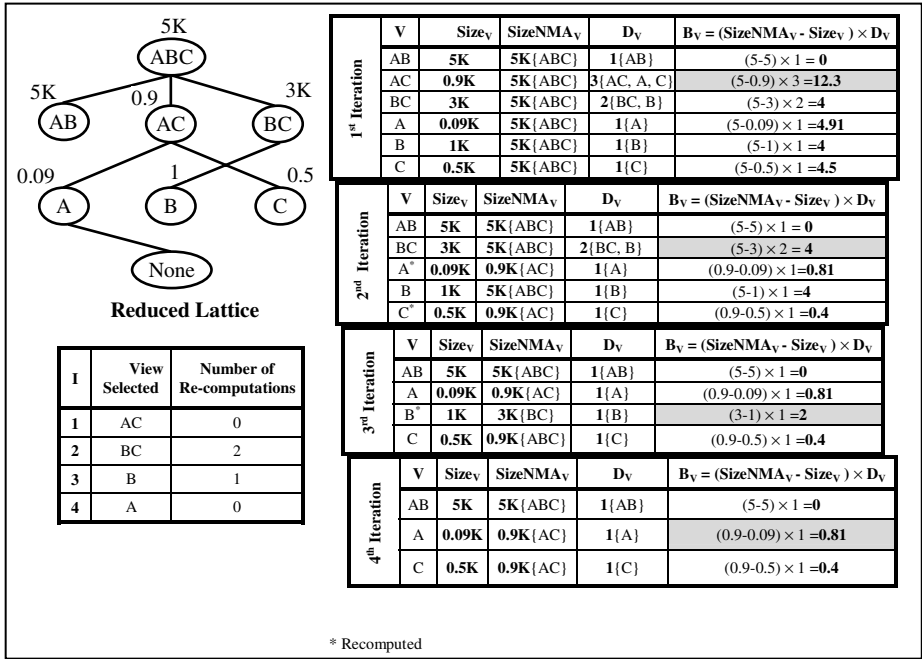 5K
ABC
5K
0.9
3K
AB
AC
BC
0.09
1
0.5
A
B
C
None
Reduced Lattice
I View Selected Number of Re-computations
1 AC 0
2 BC 2
3 B 1
4 A 0
1st Iteration
V SizeV SizeNMAV DV BV = (SizeNMAV - SizeV ) × DV
AB 5K 5K{ABC} 1{AB} (5-5) × 1 = 0
AC 0.9K 5K{ABC} 3{AC, A, C} (5-0.9) × 3 =12.3
BC 3K 5K{ABC} 2{BC, B} (5-3) × 2 =4
A 0.09K 5K{ABC} 1{A} (5-0.09) × 1 =4.91
B 1K 5K{ABC} 1{B} (5-1) × 1 =4
C 0.5K 5K{ABC} 1{C} (5-0.5) × 1 =4.5
2nd Iteration
V SizeV SizeNMAV DV BV = (SizeNMAV - SizeV ) × DV
AB 5K 5K{ABC} 1{AB} (5-5) × 1 = 0
BC 3K 5K{ABC} 2{BC, B} (5-3) × 2 = 4
A* 0.09K 0.9K{AC} 1{A} (0.9-0.09) × 1=0.81
B 1K 5K{ABC} 1{B} (5-1) × 1 =4
C* 0.5K 0.9K{AC} 1{C} (0.9-0.5) × 1 =0.4
3rd Iteration
V SizeV SizeNMAV DV BV = (SizeNMAV - SizeV ) × DV
AB 5K 5K{ABC} 1{AB} (5-5) × 1 =0
A 0.09K 0.9K{AC} 1{A} (0.9-0.09) × 1 =0.81
B* 1K 3K{BC} 1{B} (3-1) × 1 =2
C 0.5K 0.9K{ABC} 1{C} (0.9-0.5) × 1 =0.4
4th Iteration
V SizeV SizeNMAV DV BV = (SizeNMAV - SizeV ) × DV
AB 5K 5K{ABC} 1{AB} (5-5) × 1 =0
A 0.09K 0.9K{AC} 1{A} (0.9-0.09) × 1 =0.81
C 0.5K 0.9K{AC} 1{C} (0.9-0.5) × 1 =0.4
* Recomputed